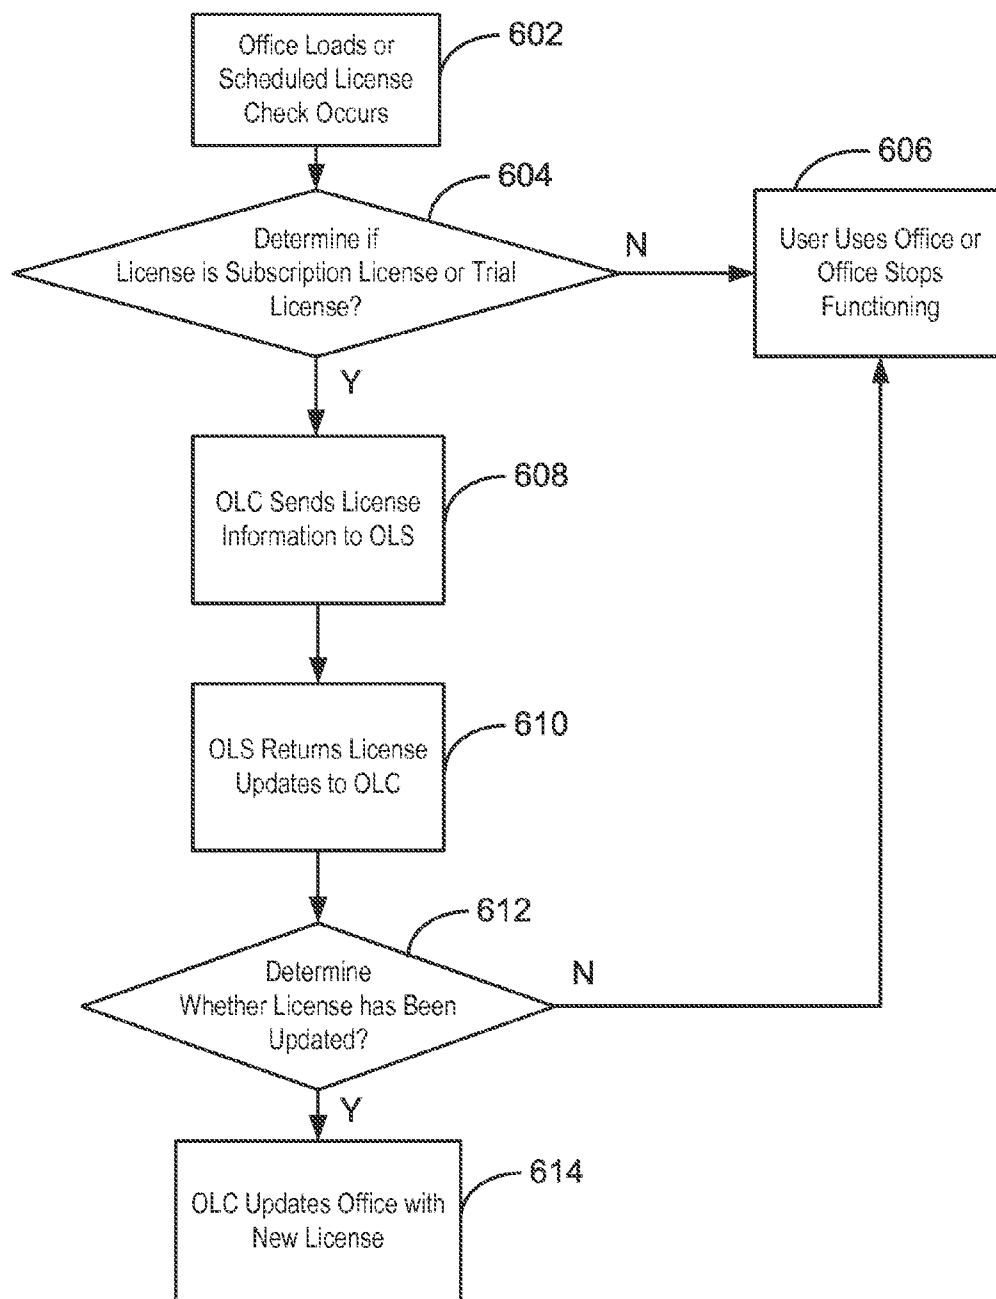 Office Loads or
Scheduled License
Check Occurs
602
604
Determine if
License is Subscription License or Trial
License?
N
606
User Uses Office or
Office Stops
Functioning
Y
608
OLC Sends License
Information to OLS
610
OLS Returns License
Updates to OLC
612
Determine
Whether License has Been
Updated?
N
Y
614
OLC Updates Office with
New License